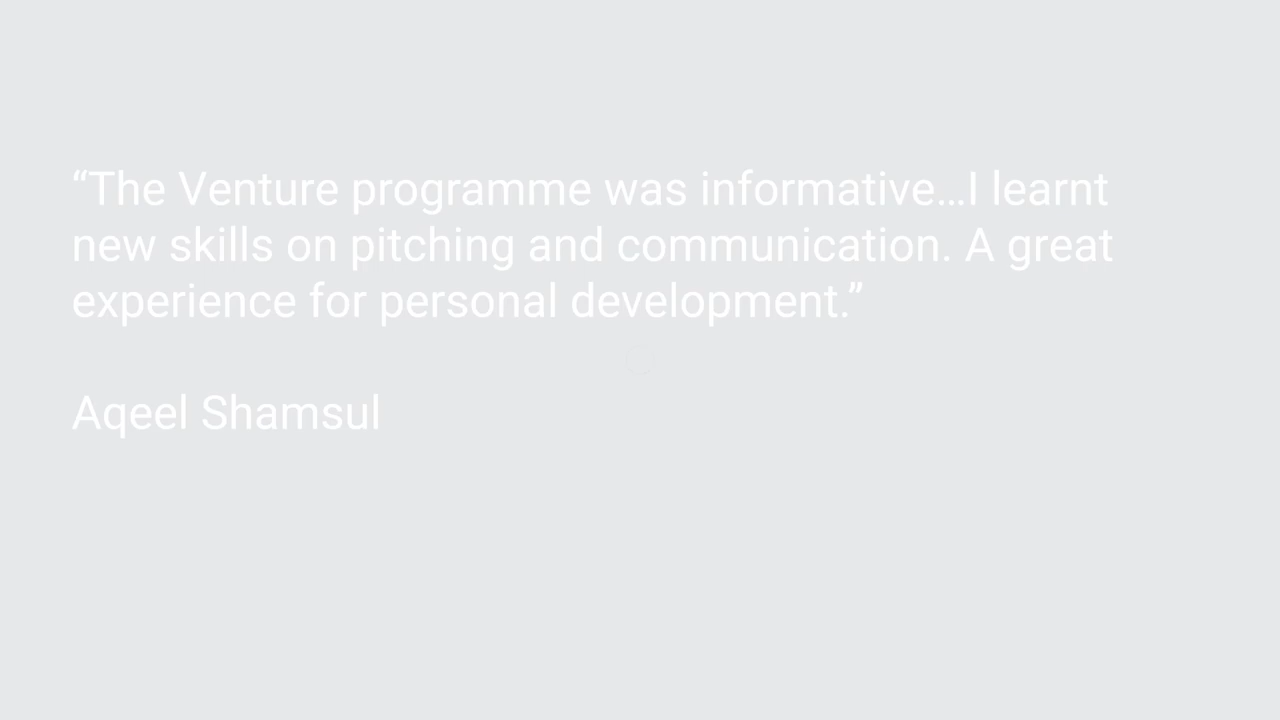 “The Venture programme was informative...I learnt
new skills on pitching and communication. A great
experience for personal development.”
Aqeel Shamsul